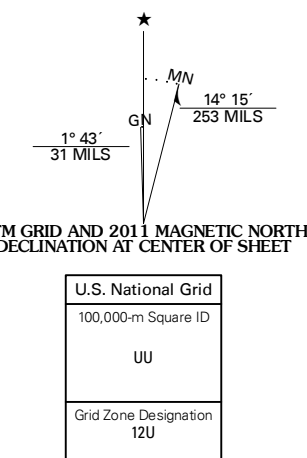 ★
MN
GN
14° 15´
253 MILS
1° 43´
31 MILS
TM GRID AND 2011 MAGNETIC NORTH
DECLINATION AT CENTER OF SHEET
U.S. National Grid
100,000-m Square ID
UU
Grid Zone Designation
12U